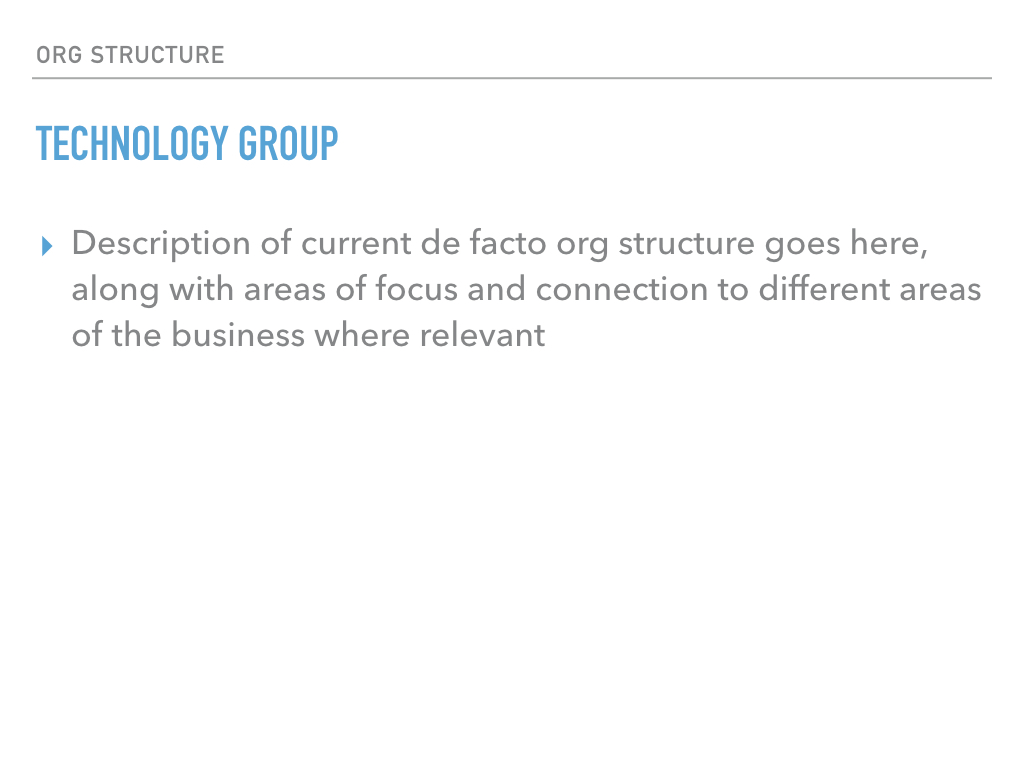 ORG STRUCTURE
TECHNOLOGY GROUP
Description of current de facto org structure goes here,
along with areas of focus and connection to different areas
of the business where relevant